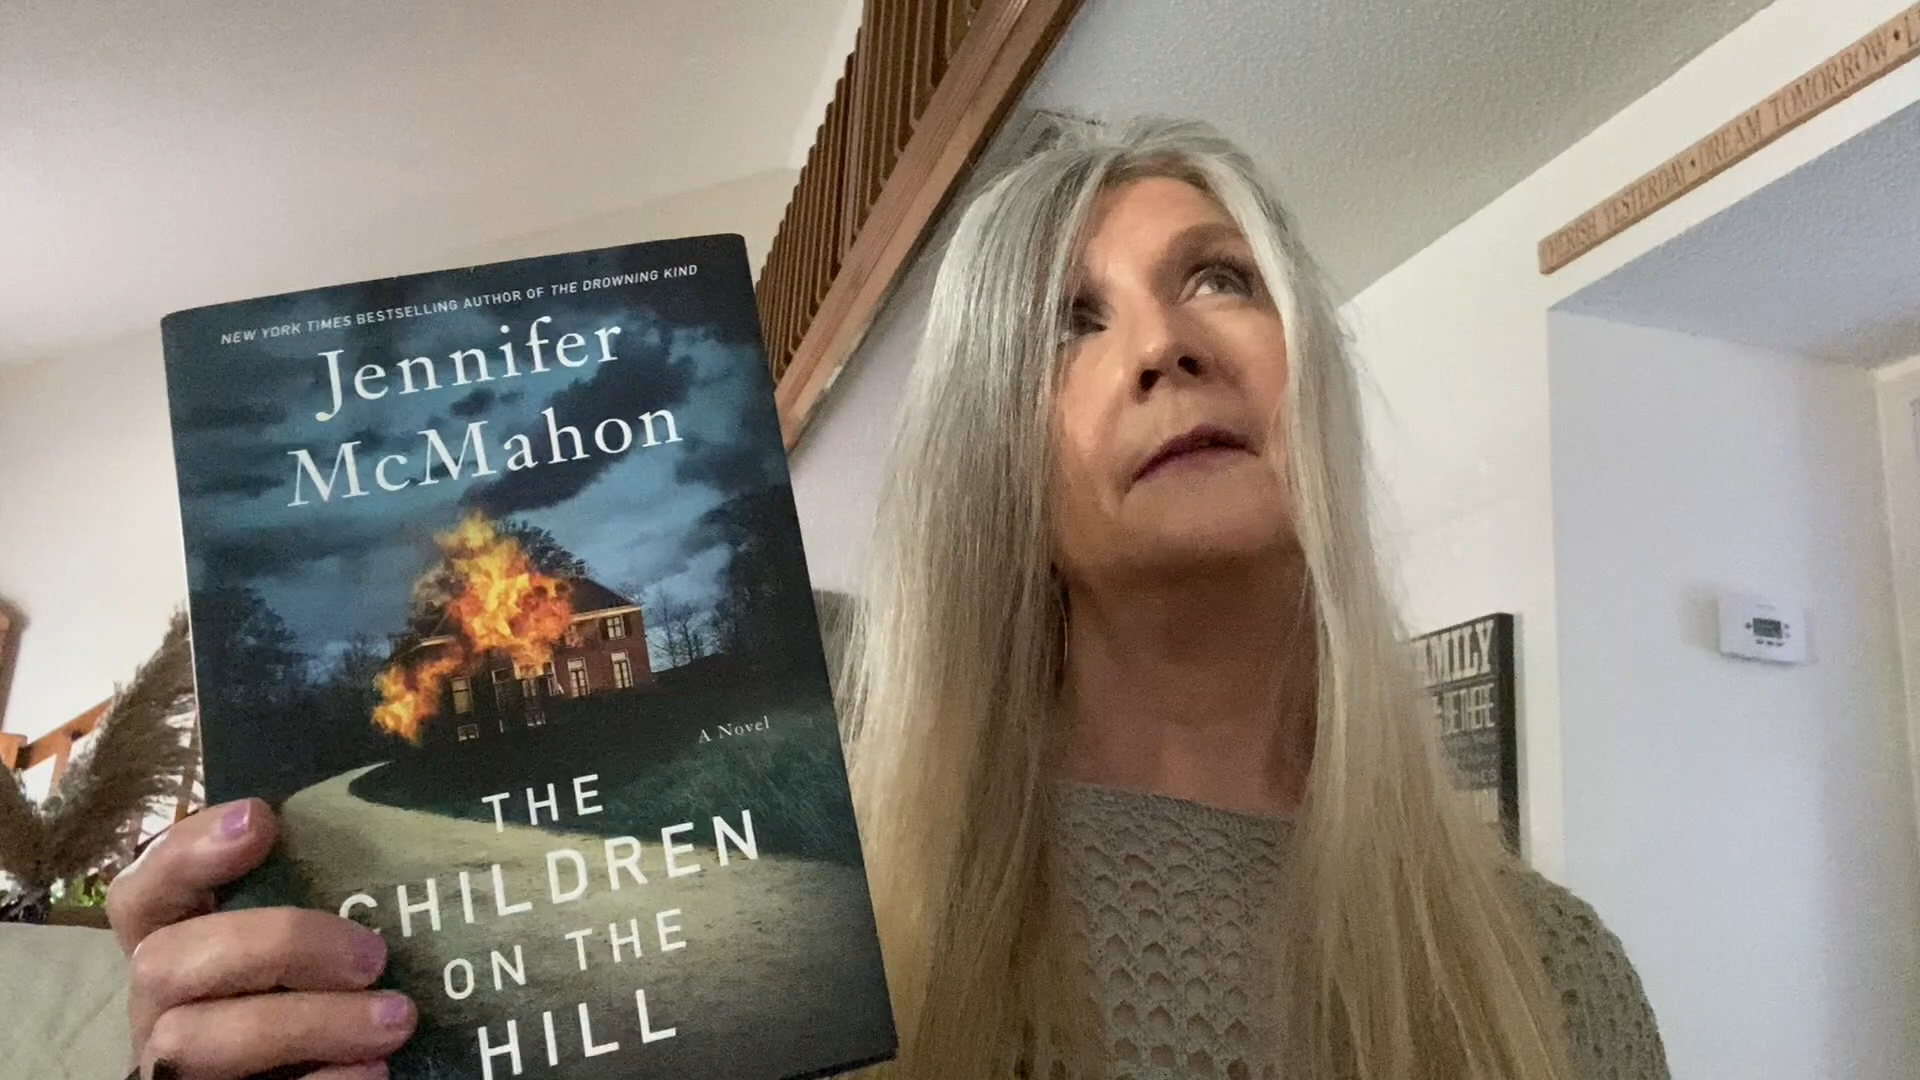 NEW YORK TIMES BESTSELLING AUTHOR OF THE DROWNING KIND
Jennifer
McMahon
A Novel
THE
CHILDREN
ON THE
HILL
YESTERDAY • DREAM TOMORROW •